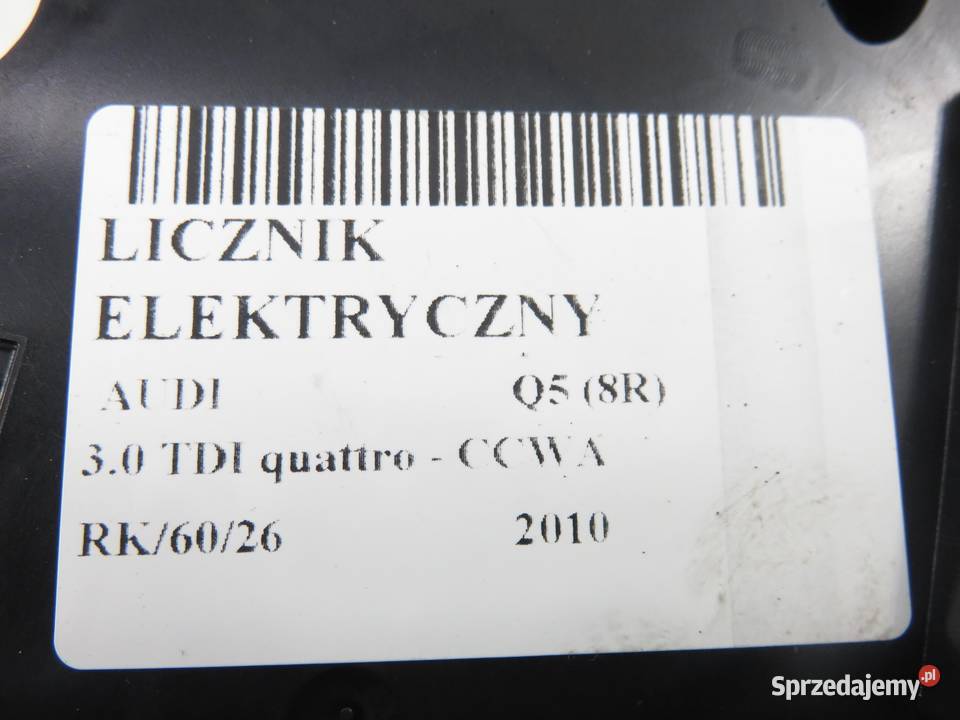 LICZNIK
ELEKTRYCZNY
AUDI Q5 (8R)
3.0 TDI quattro - CCWA
RK/60/26 2010
Sprzedajemy.pl